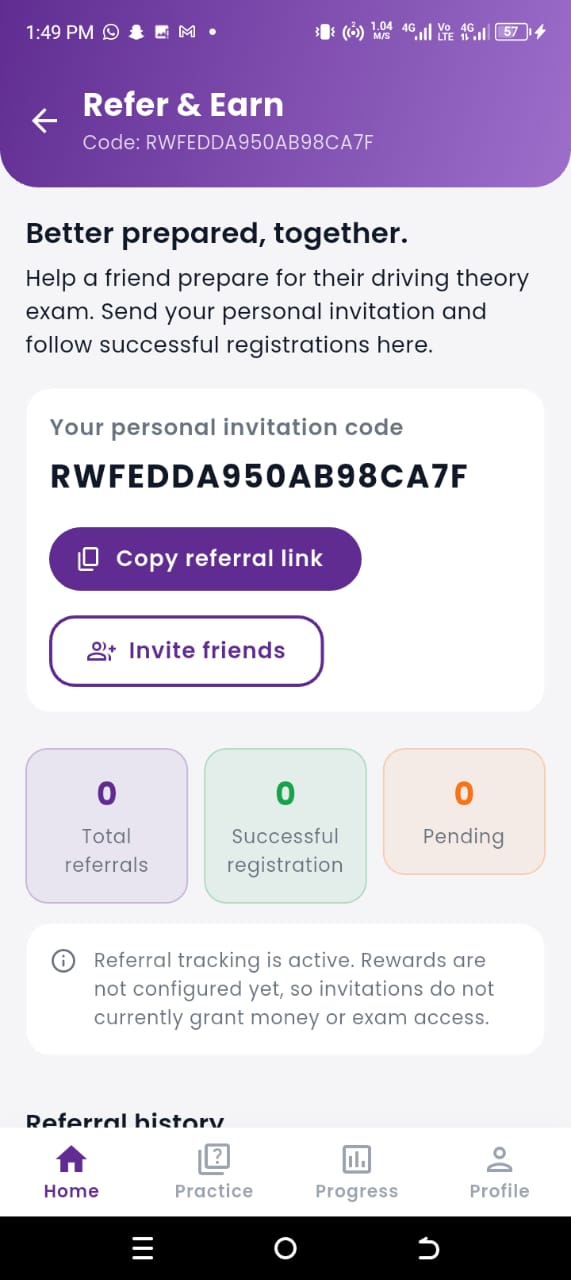 1:49 PM
1.04 M/S 4G Vo LTE 4G 57
Refer & Earn
Code: RWFEDDA950AB98CA7F
Better prepared, together.
Help a friend prepare for their driving theory
exam. Send your personal invitation and
follow successful registrations here.
Your personal invitation code
RWFEDDA950AB98CA7F
Copy referral link
Invite friends
0
Total
referrals
0
Successful
registration
0
Pending
Referral tracking is active. Rewards are
not configured yet, so invitations do not
currently grant money or exam access.
Referral history
Home
Practice
Progress
Profile